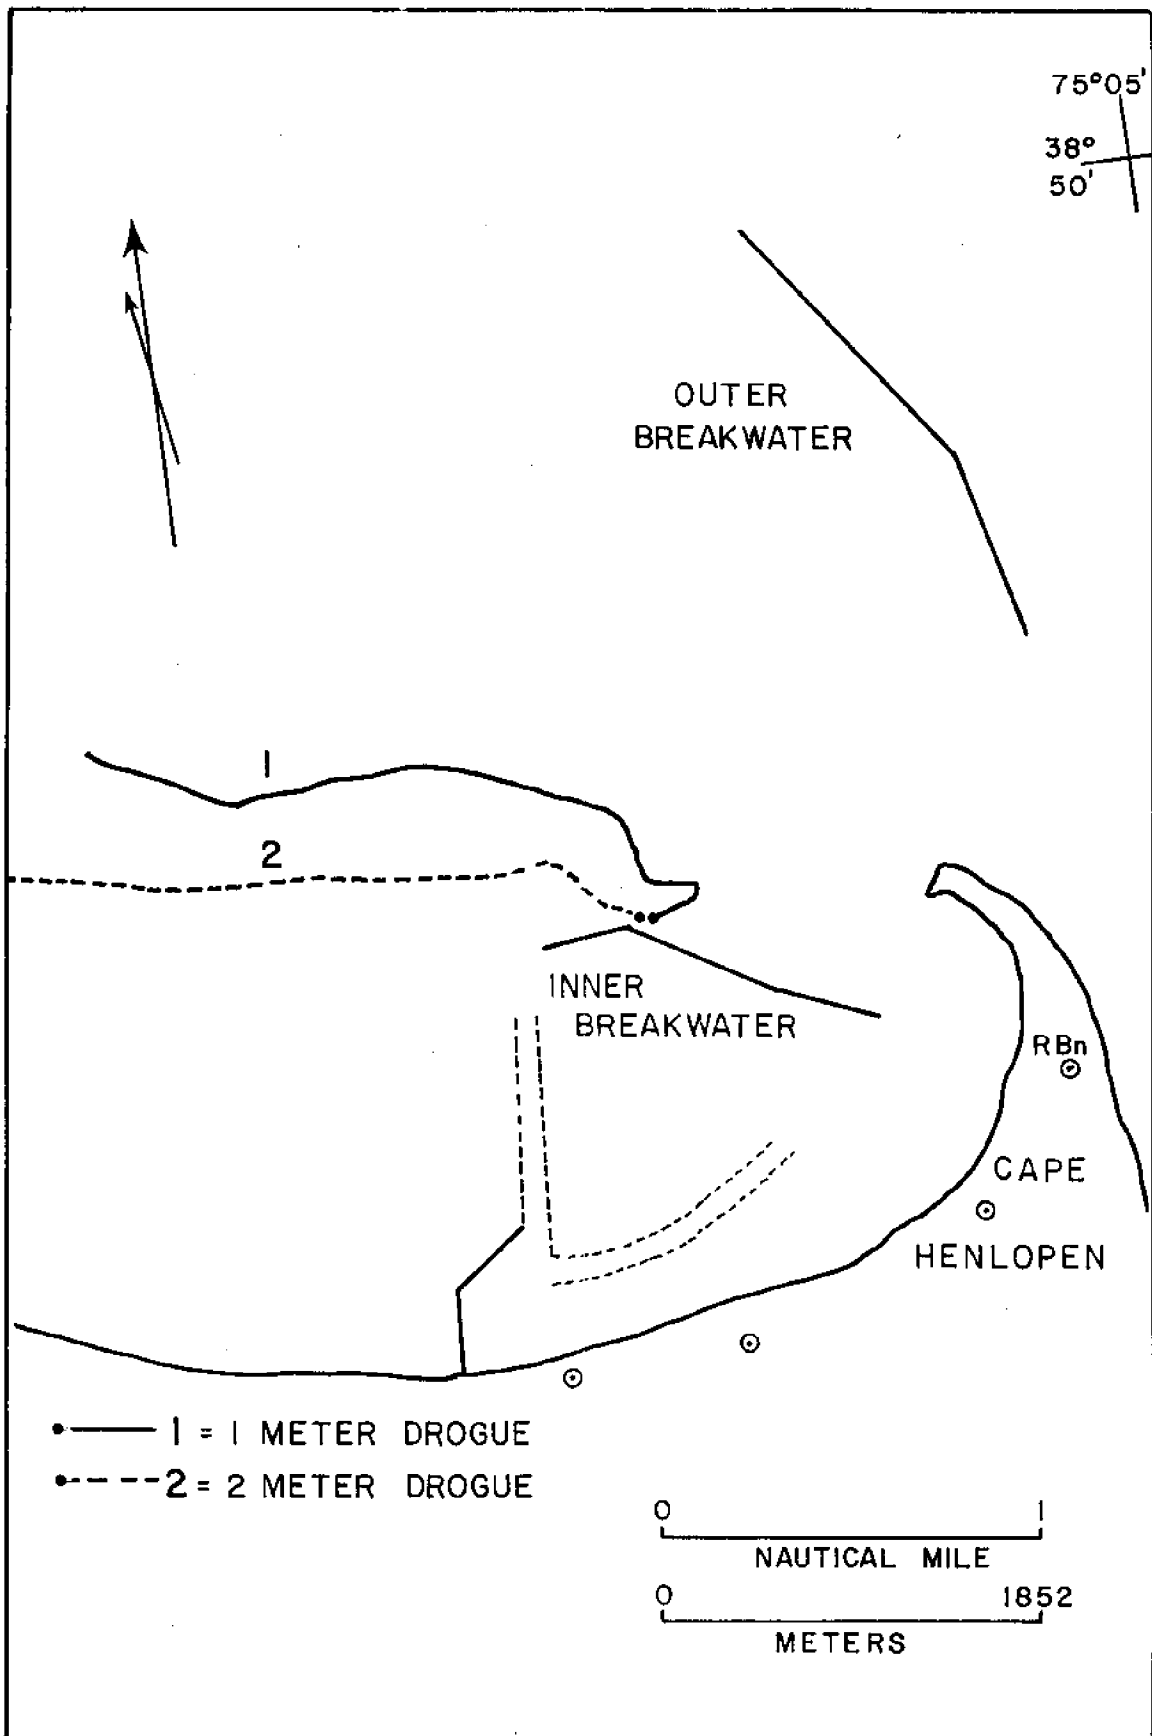 75°05'
38°
50'
OUTER
BREAKWATER
1
2
INNER
BREAKWATER
RBn
CAPE
HENLOPEN
1 = 1 METER DROGUE
2 = 2 METER DROGUE
0 1
NAUTICAL MILE
0 1852
METERS